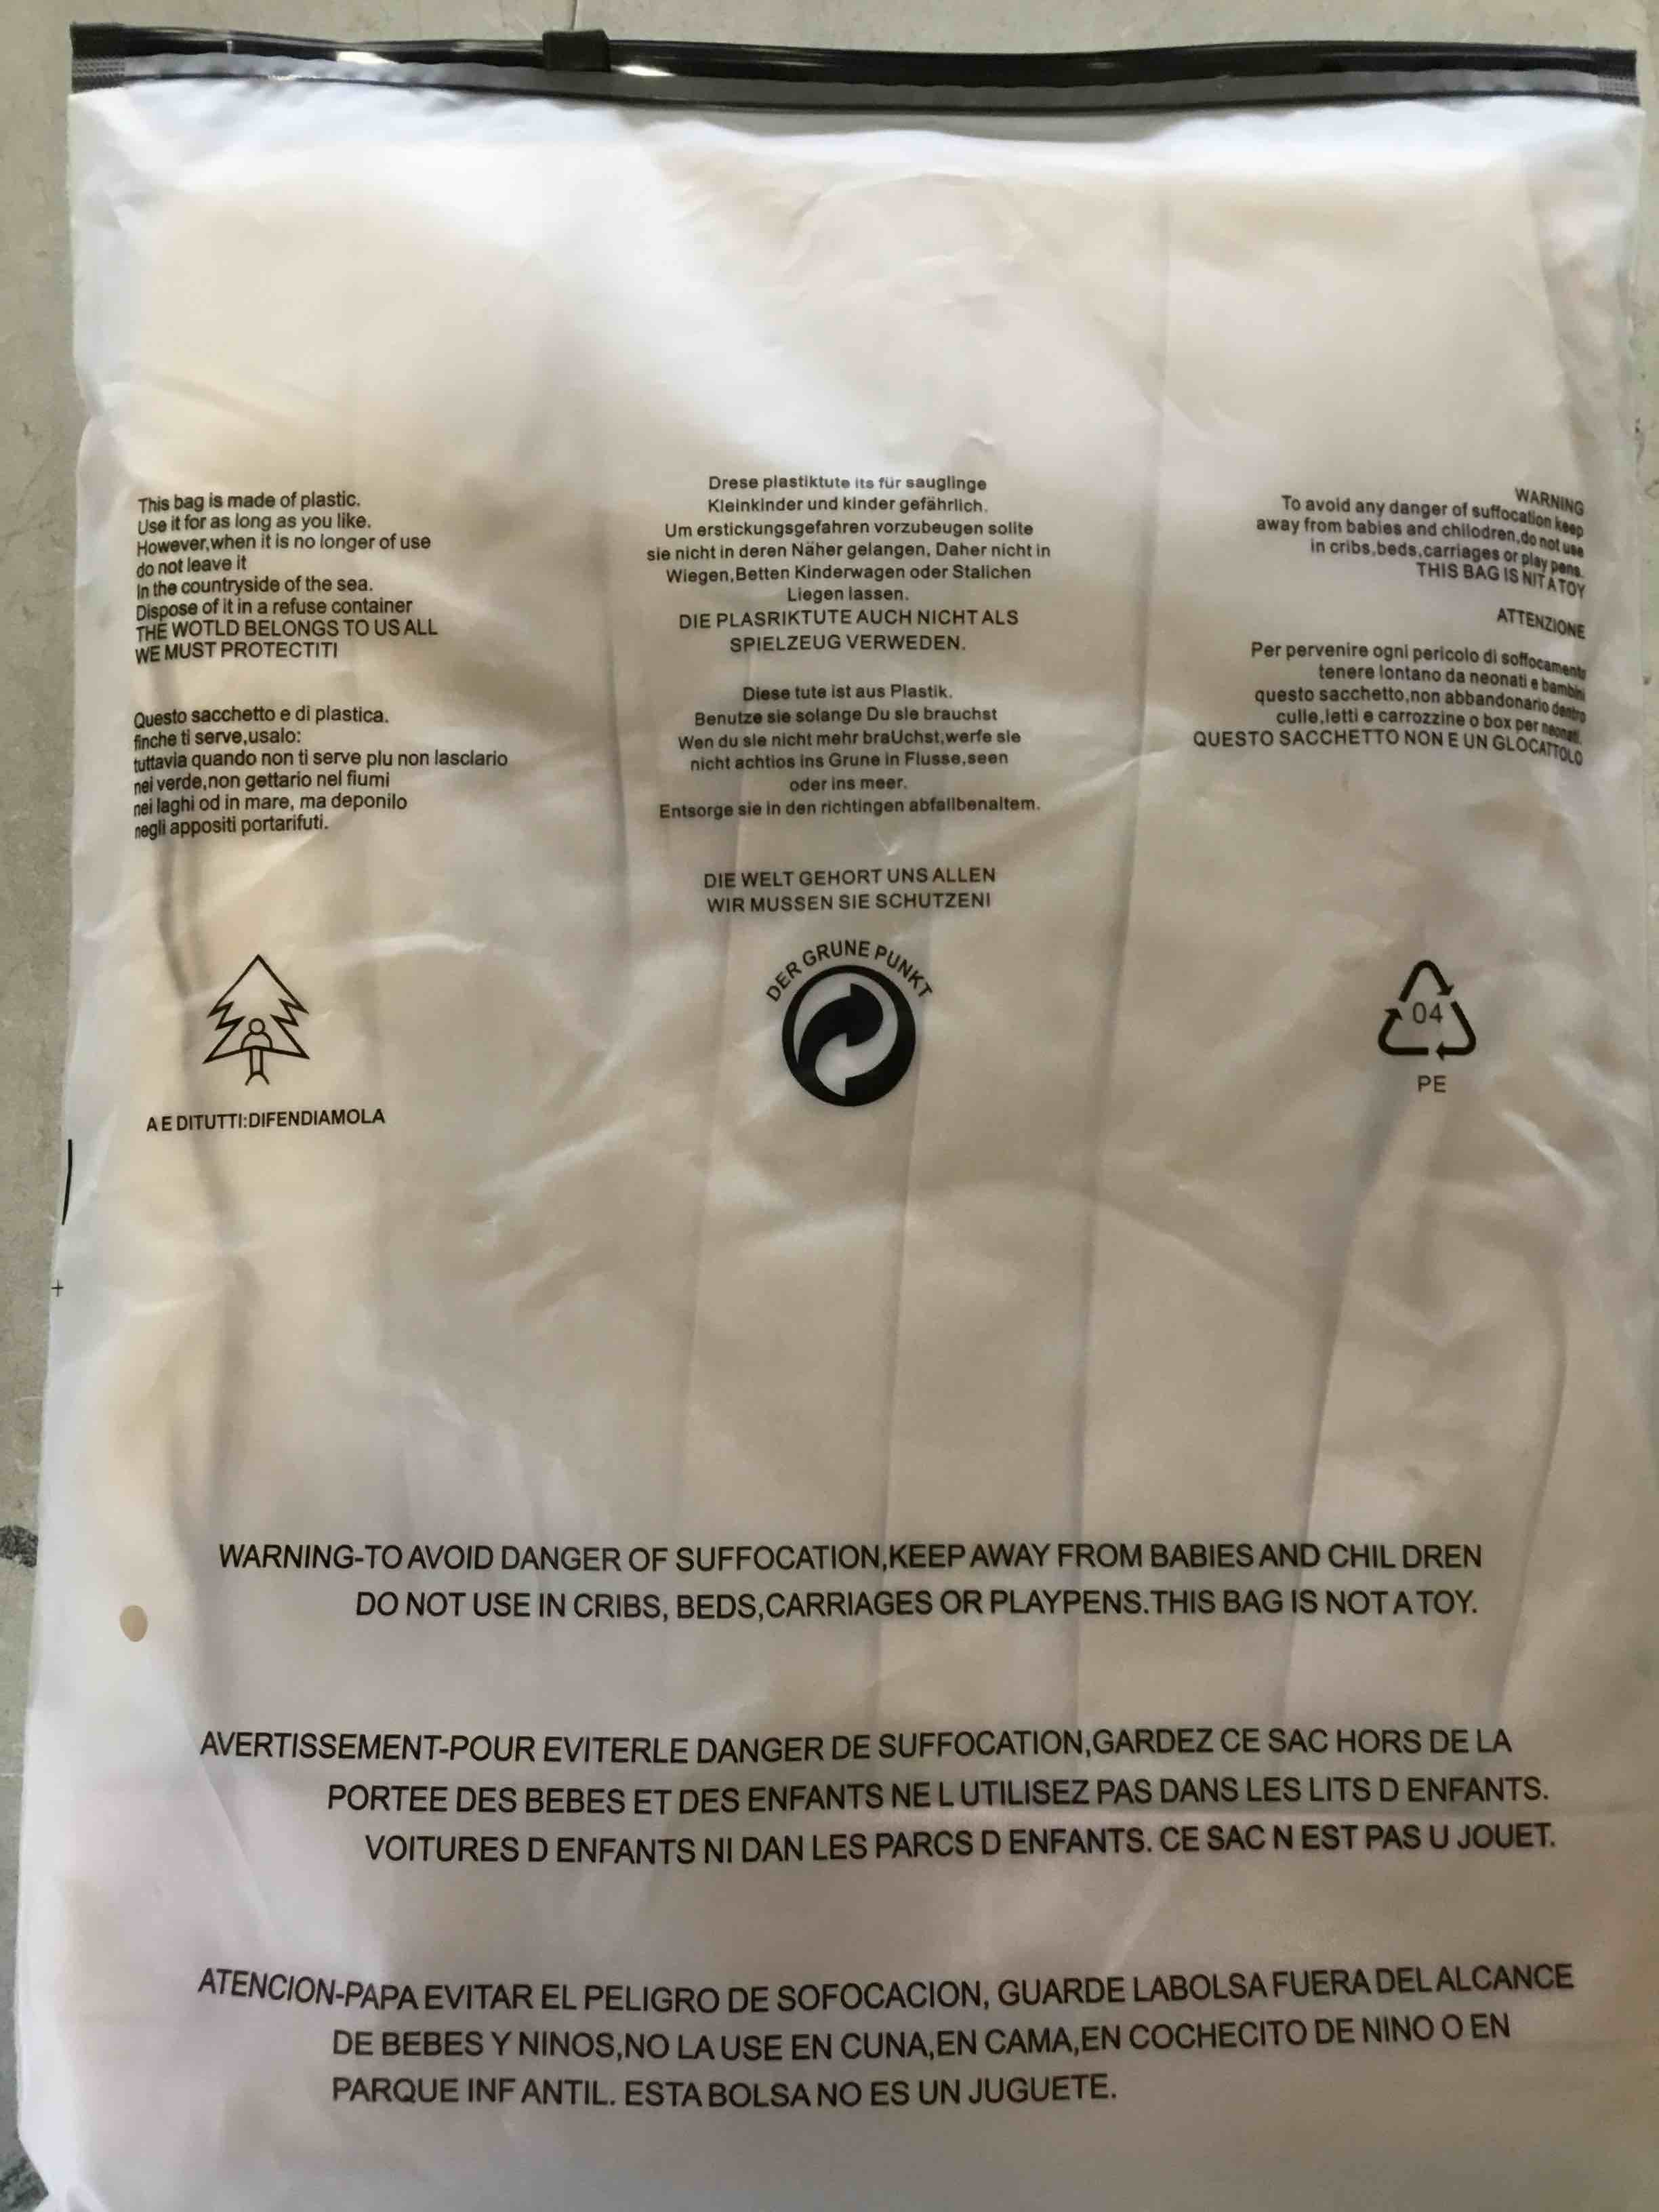 This bag is made of plastic.
Use it for as long as you like.
However,when it is no longer of use
do not leave it
In the countryside of the sea.
Dispose of it in a refuse container
THE WOTLD BELONGS TO US ALL
WE MUST PROTECTITI
Questo sacchetto e di plastica.
finche ti serve,usalo:
tuttavia quando non ti serve plu non lasclario
nei verde,non gettario nel fiumi
nei laghi od in mare, ma deponilo
negli appositi portarifuti.
A E DITUTTI:DIFENDIAMOLA
Drese plastiktute its für sauglinge
Kleinkinder und kinder gefährlich.
Um erstickungsgefahren vorzubeugen solite
sie nicht in deren Näher gelangen, Daher nicht in
Wiegen,Betten Kinderwagen oder Stalichen
Liegen lassen.
DIE PLASRIKTUTE AUCH NICHT ALS
SPIELZEUG VERWEDEN.
Diese tute ist aus Plastik.
Benutze sie solange Du sle brauchst
Wen du sle nicht mehr braUchst,werfe sle
nicht achtios ins Grune in Flusse,seen
oder ins meer.
Entsorge sie in den richtingen abfallbenaltem.
DIE WELT GEHORT UNS ALLEN
WIR MUSSEN SIE SCHUTZENI
DER GRUNE PUNKT
WARNING
To avoid any danger of suffocation keep
away from babies and chilodren,do not use
in cribs,beds,carriages or play pens.
THIS BAG IS NIT A TOY
ATTENZIONE
Per pervenire ogni pericolo di soffocamento
tenere lontano da neonati e bambini
questo sacchetto,non abbandonario dentro
culle,letti e carrozzine o box per neonati.
QUESTO SACCHETTO NON E UN GLOCATTOLO
04
PE
WARNING-TO AVOID DANGER OF SUFFOCATION,KEEP AWAY FROM BABIES AND CHIL DREN
DO NOT USE IN CRIBS, BEDS,CARRIAGES OR PLAYPENS.THIS BAG IS NOT A TOY.
AVERTISSEMENT-POUR EVITERLE DANGER DE SUFFOCATION,GARDEZ CE SAC HORS DE LA
PORTEE DES BEBES ET DES ENFANTS NE L UTILISEZ PAS DANS LES LITS D ENFANTS.
VOITURES D ENFANTS NI DAN LES PARCS D ENFANTS. CE SAC N EST PAS U JOUET.
ATENCION-PAPA EVITAR EL PELIGRO DE SOFOCACION, GUARDE LABOLSA FUERA DEL ALCANCE
DE BEBES Y NINOS,NO LA USE EN CUNA,EN CAMA,EN COCHECITO DE NINO O EN
PARQUE INF ANTIL. ESTA BOLSA NO ES UN JUGUETE.